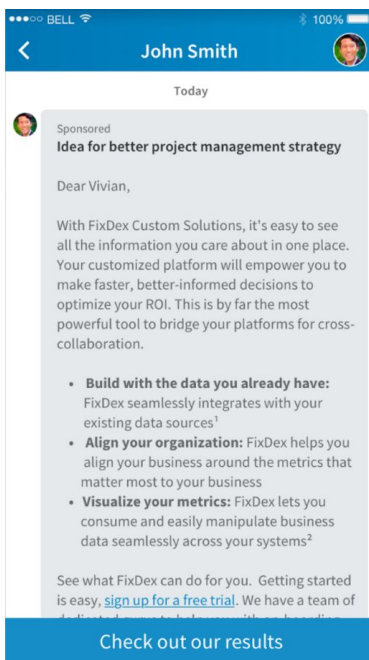 BELL 100%
John Smith
Today
Sponsored
Idea for better project management strategy
Dear Vivian,
With FixDex Custom Solutions, it's easy to see
all the information you care about in one place.
Your customized platform will empower you to
make faster, better-informed decisions to
optimize your ROI. This is by far the most
powerful tool to bridge your platforms for cross-
collaboration.
• Build with the data you already have:
FixDex seamlessly integrates with your
existing data sources¹
• Align your organization: FixDex helps you
align your business around the metrics that
matter most to your business
• Visualize your metrics: FixDex lets you
consume and easily manipulate business
data seamlessly across your systems²
See what FixDex can do for you. Getting started
is easy, sign up for a free trial. We have a team of
Check out our results